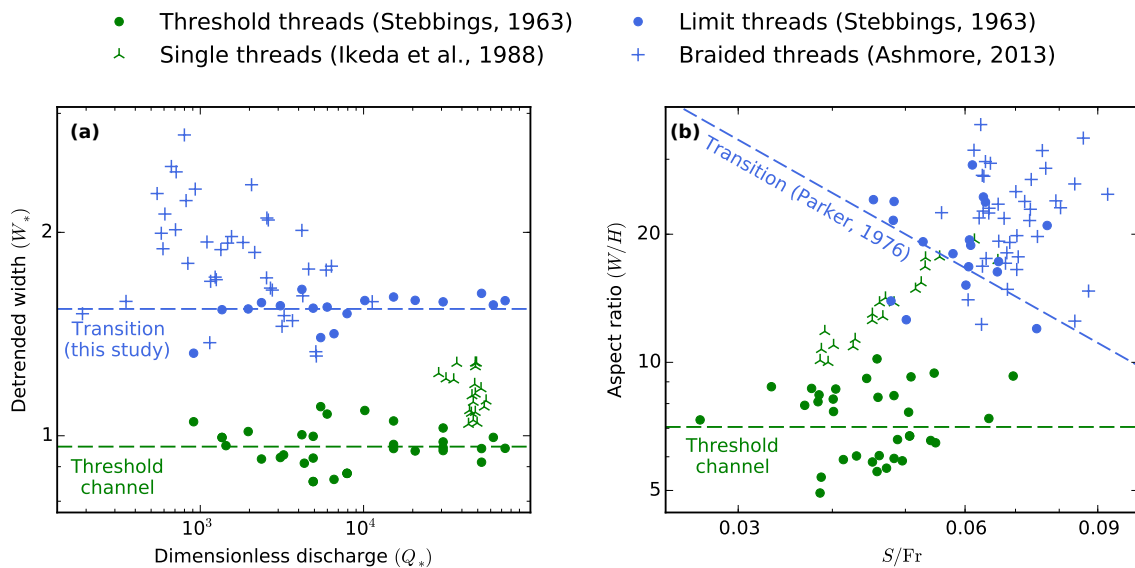 Threshold threads (Stebbings, 1963)
Single threads (Ikeda et al., 1988)
Limit threads (Stebbings, 1963)
Braided threads (Ashmore, 2013)
(a)
Detrended width (W*)
2
1
Transition
(this study)
Threshold
channel
10³ 10⁴
Dimensionless discharge (Q*)
(b)
Aspect ratio (W/H)
20
10
5
Transition (Parker, 1976)
Threshold
channel
0.03 0.06 0.09
S/Fr